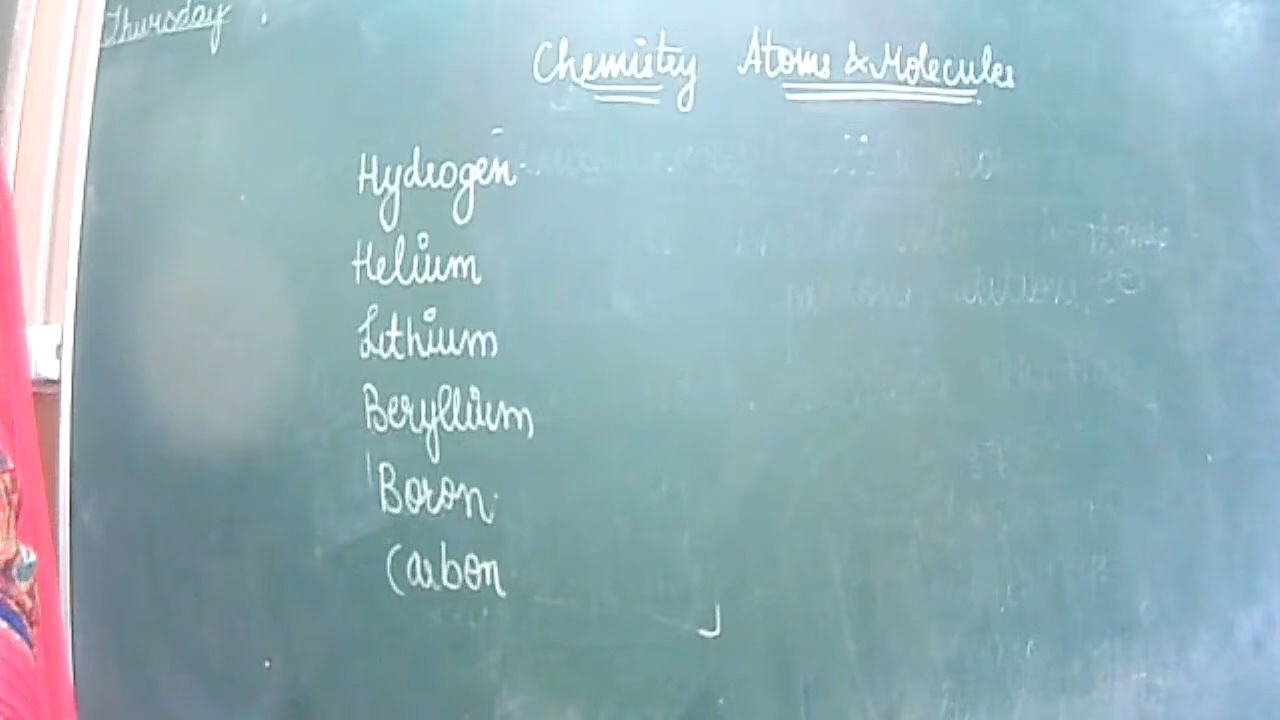 Thursday
Chemistry Atoms & Molecules
Hydrogen
Helium
Lithium
Beryllium
Boron
Carbon